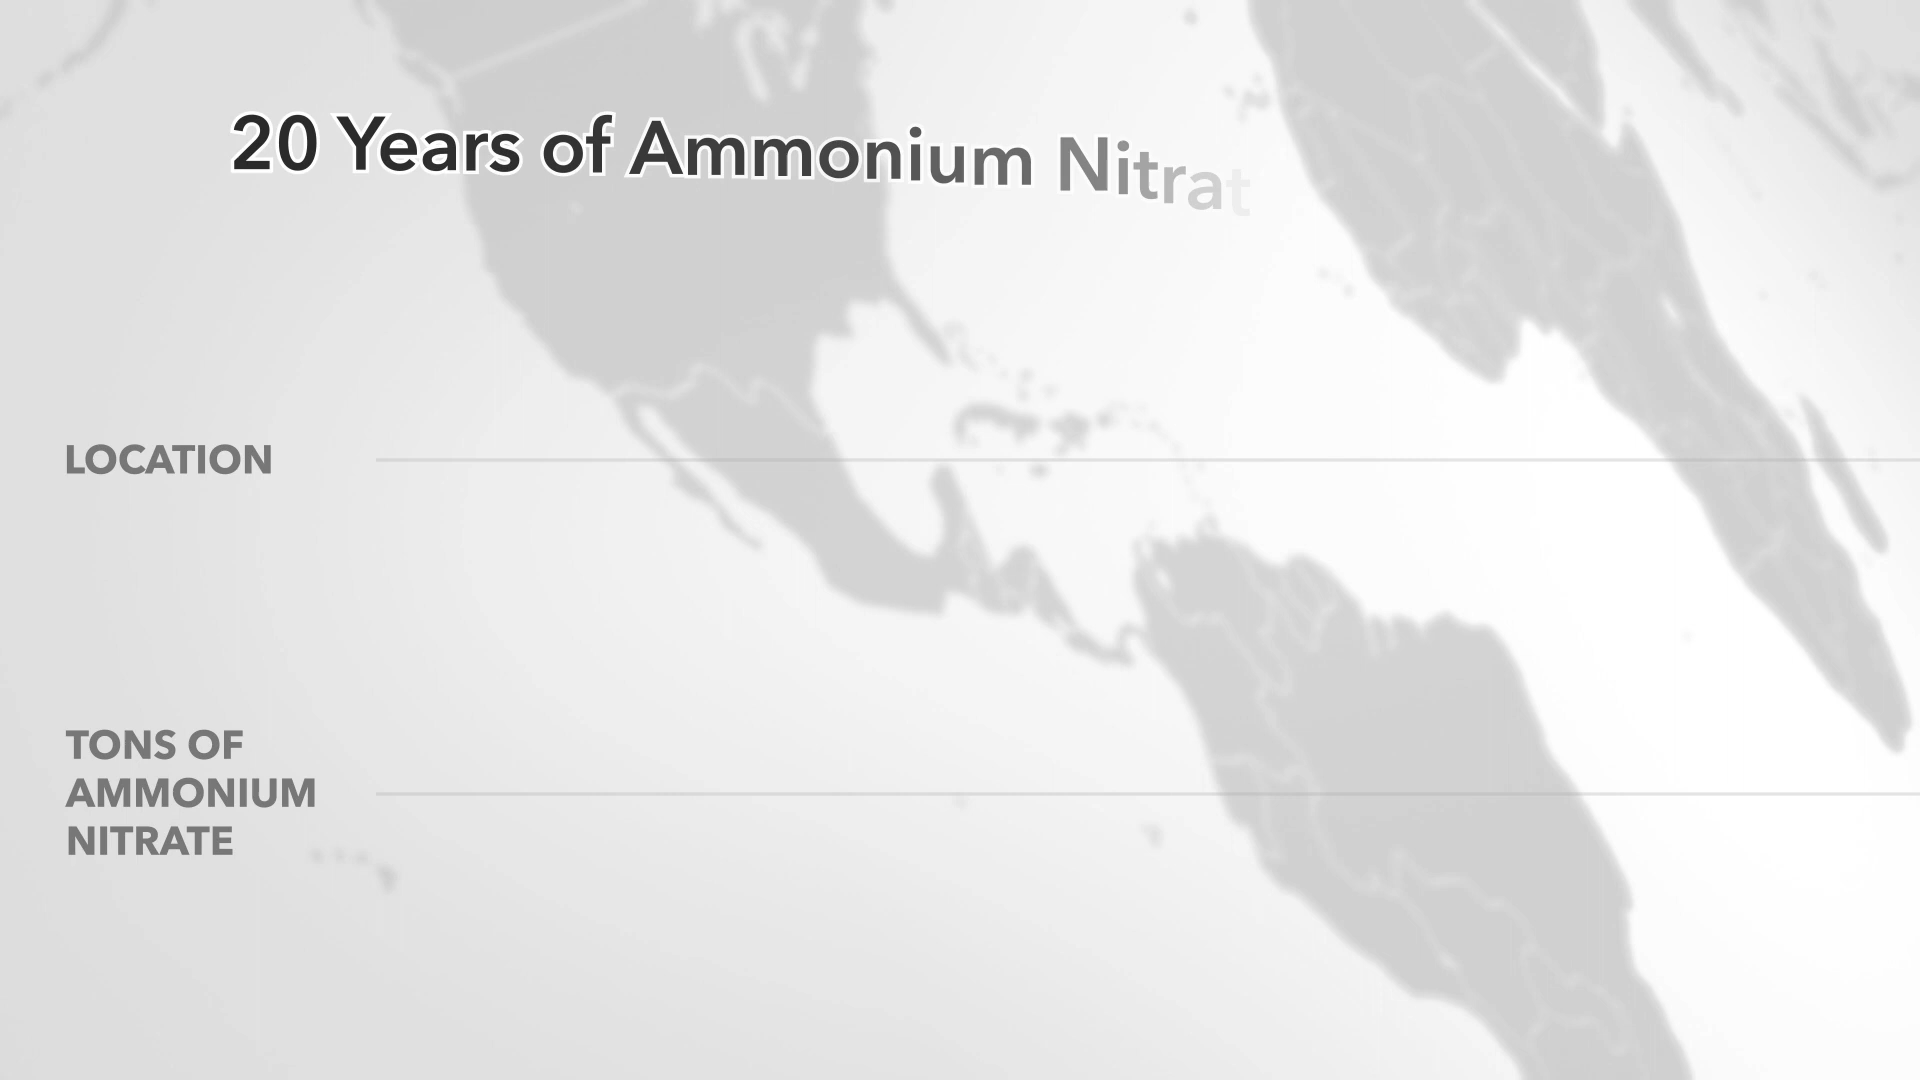 20 Years of Ammonium Nitrat
LOCATION
TONS OF
AMMONIUM
NITRATE